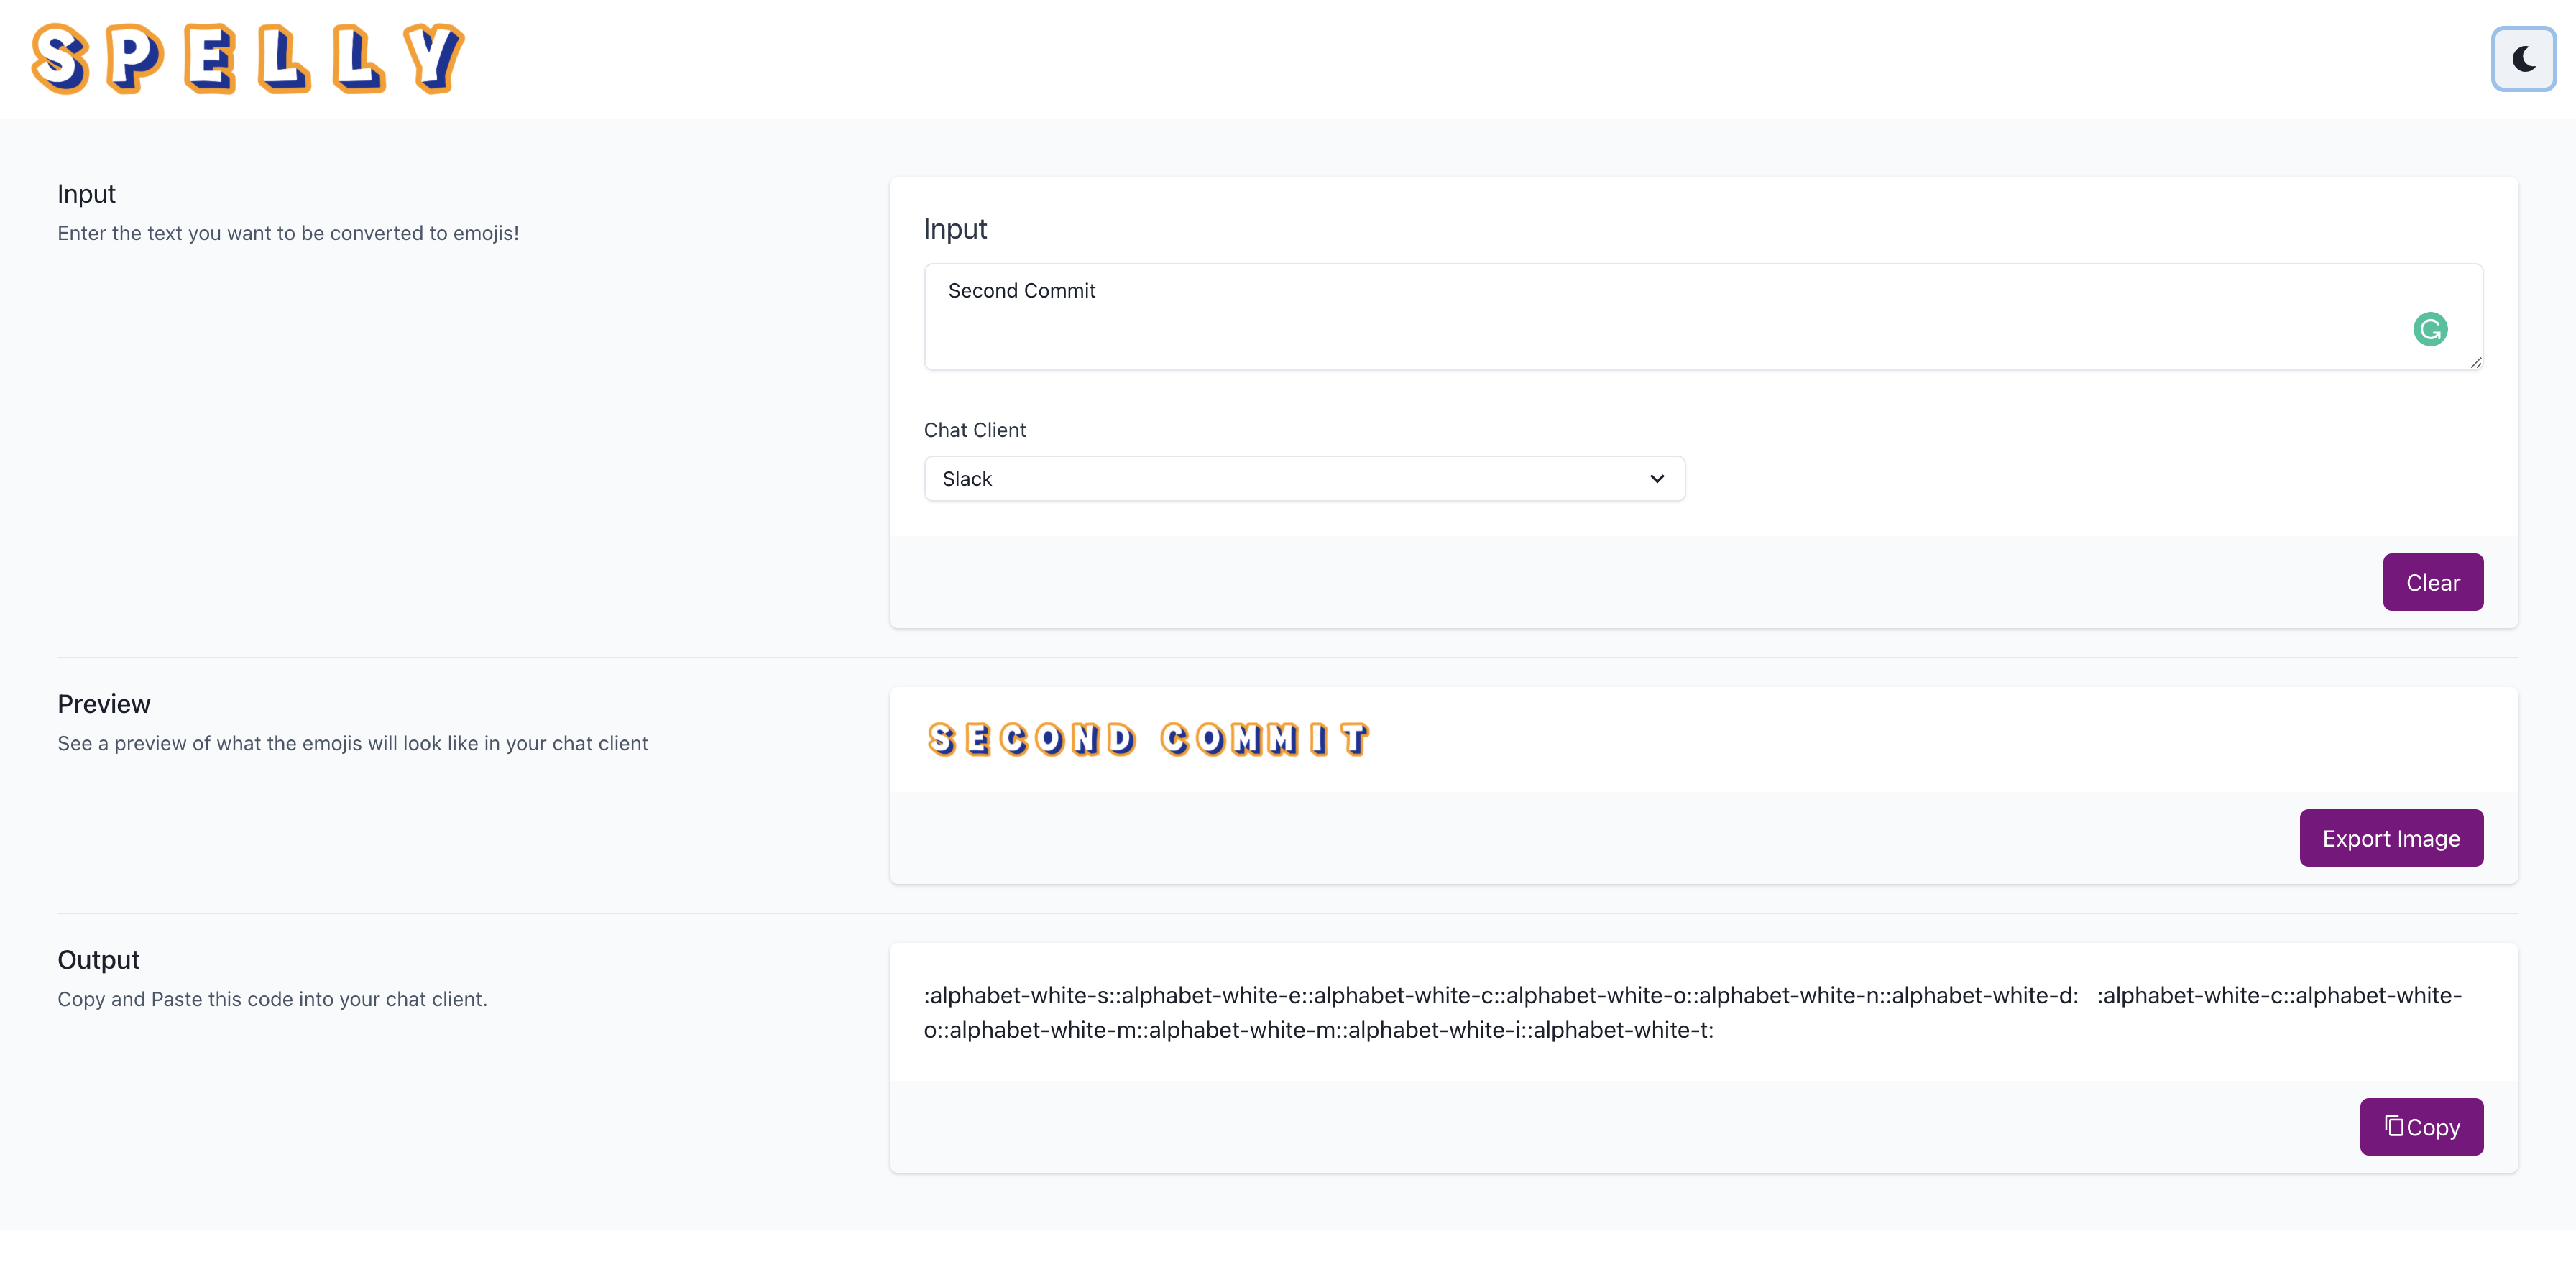 SPELLY
Input
Enter the text you want to be converted to emojis!
Input
Second Commit
Chat Client
Slack
Clear
Preview
See a preview of what the emojis will look like in your chat client
SECOND COMMIT
Export Image
Output
Copy and Paste this code into your chat client.
:alphabet-white-s::alphabet-white-e::alphabet-white-c::alphabet-white-o::alphabet-white-n::alphabet-white-d:   :alphabet-white-c::alphabet-white-
o::alphabet-white-m::alphabet-white-m::alphabet-white-i::alphabet-white-t:
Copy